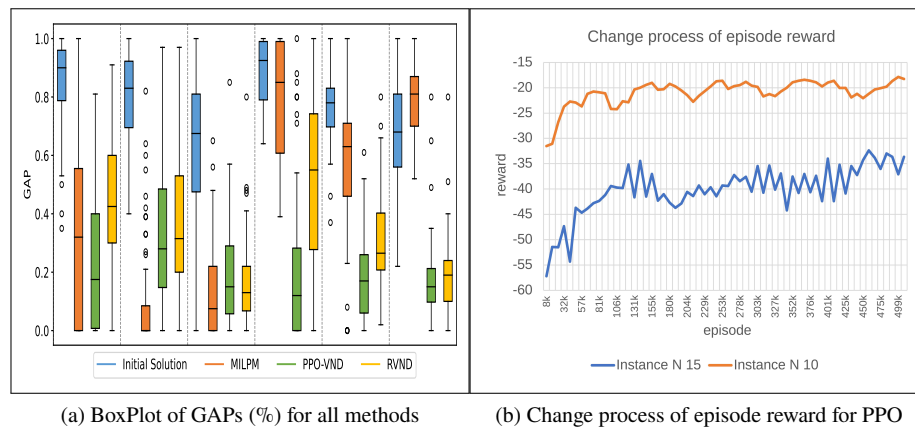 1.0
0.8
0.6
0.4
0.2
0.0
GAP
Initial Solution MILPM PPO-VND RVND
(a) BoxPlot of GAPs (%) for all methods
Change process of episode reward
-15
-20
-25
-30
-35
-40
-45
-50
-55
-60
reward
8k 32k 57k 81k 106k 131k 155k 180k 204k 229k 253k 278k 303k 327k 352k 376k 401k 425k 450k 475k 499k
episode
Instance N 15 Instance N 10
(b) Change process of episode reward for PPO